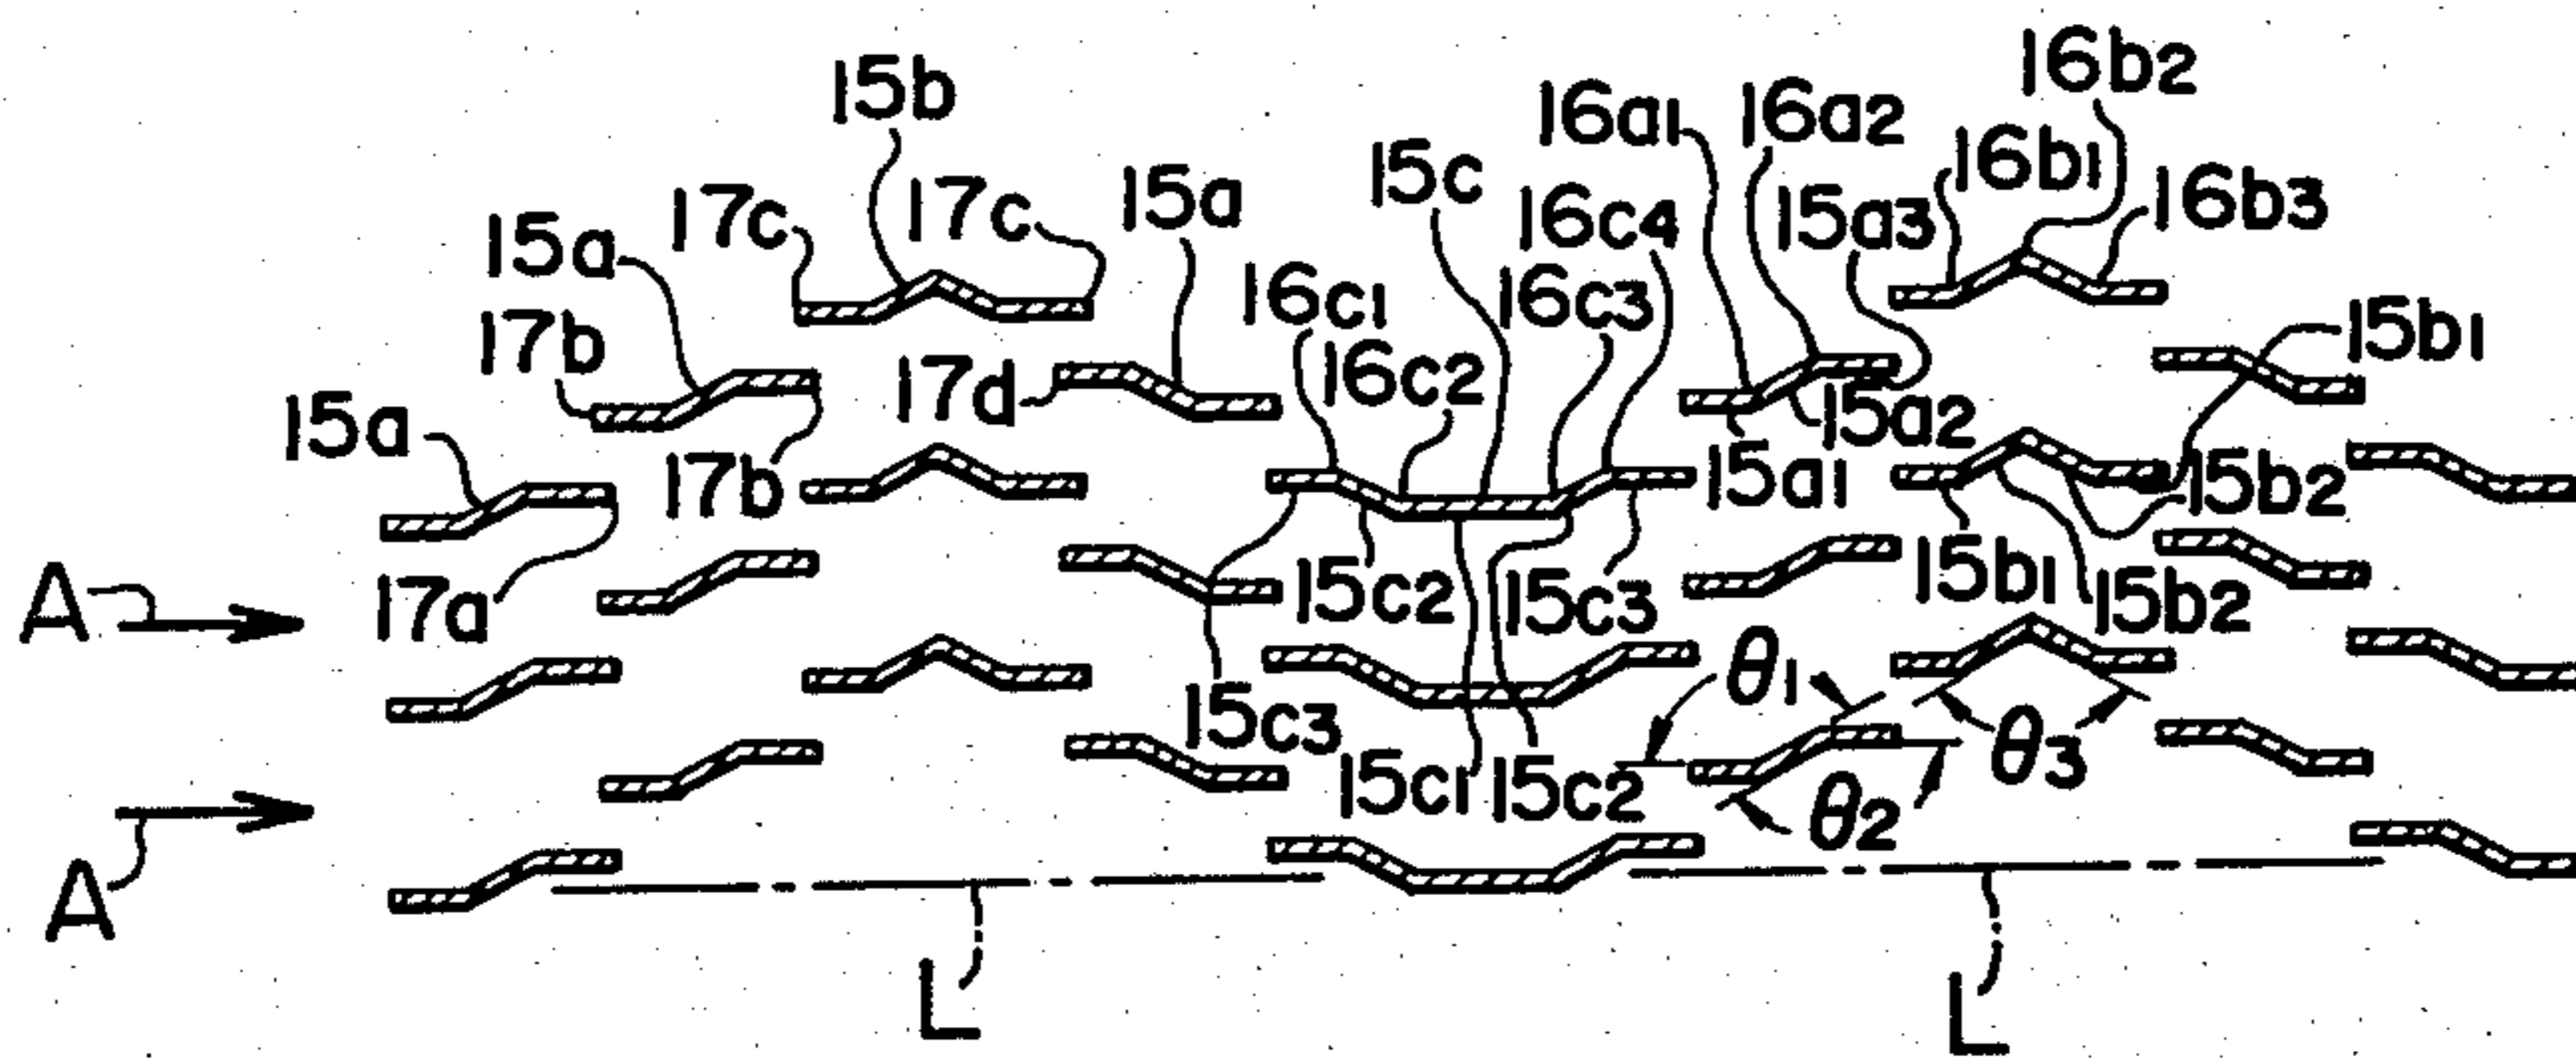 16b2
15b
16a1 16a2
16b1
15c
17c 17c 15a
16c4 15a3 16b3
15a
16c1 16c3
17b
15b1
16c2
17d
15a
15a2
17b
15a1 15b2
17a
A
15c2 15c3 15b1 15b2
θ1
15c3
θ3
15c1 15c2
θ2
A
L L